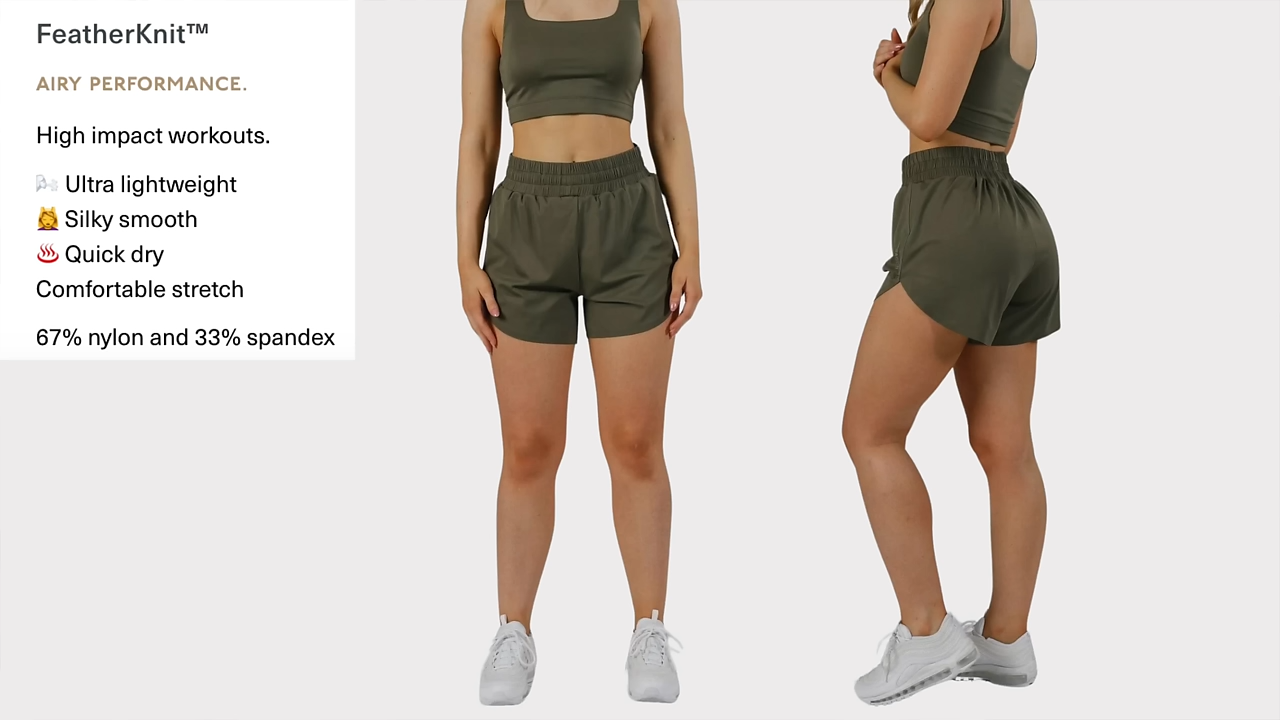 FeatherKnit™
AIRY PERFORMANCE.
High impact workouts.
🌬️ Ultra lightweight
💆‍♀️ Silky smooth
♨️ Quick dry
Comfortable stretch
67% nylon and 33% spandex